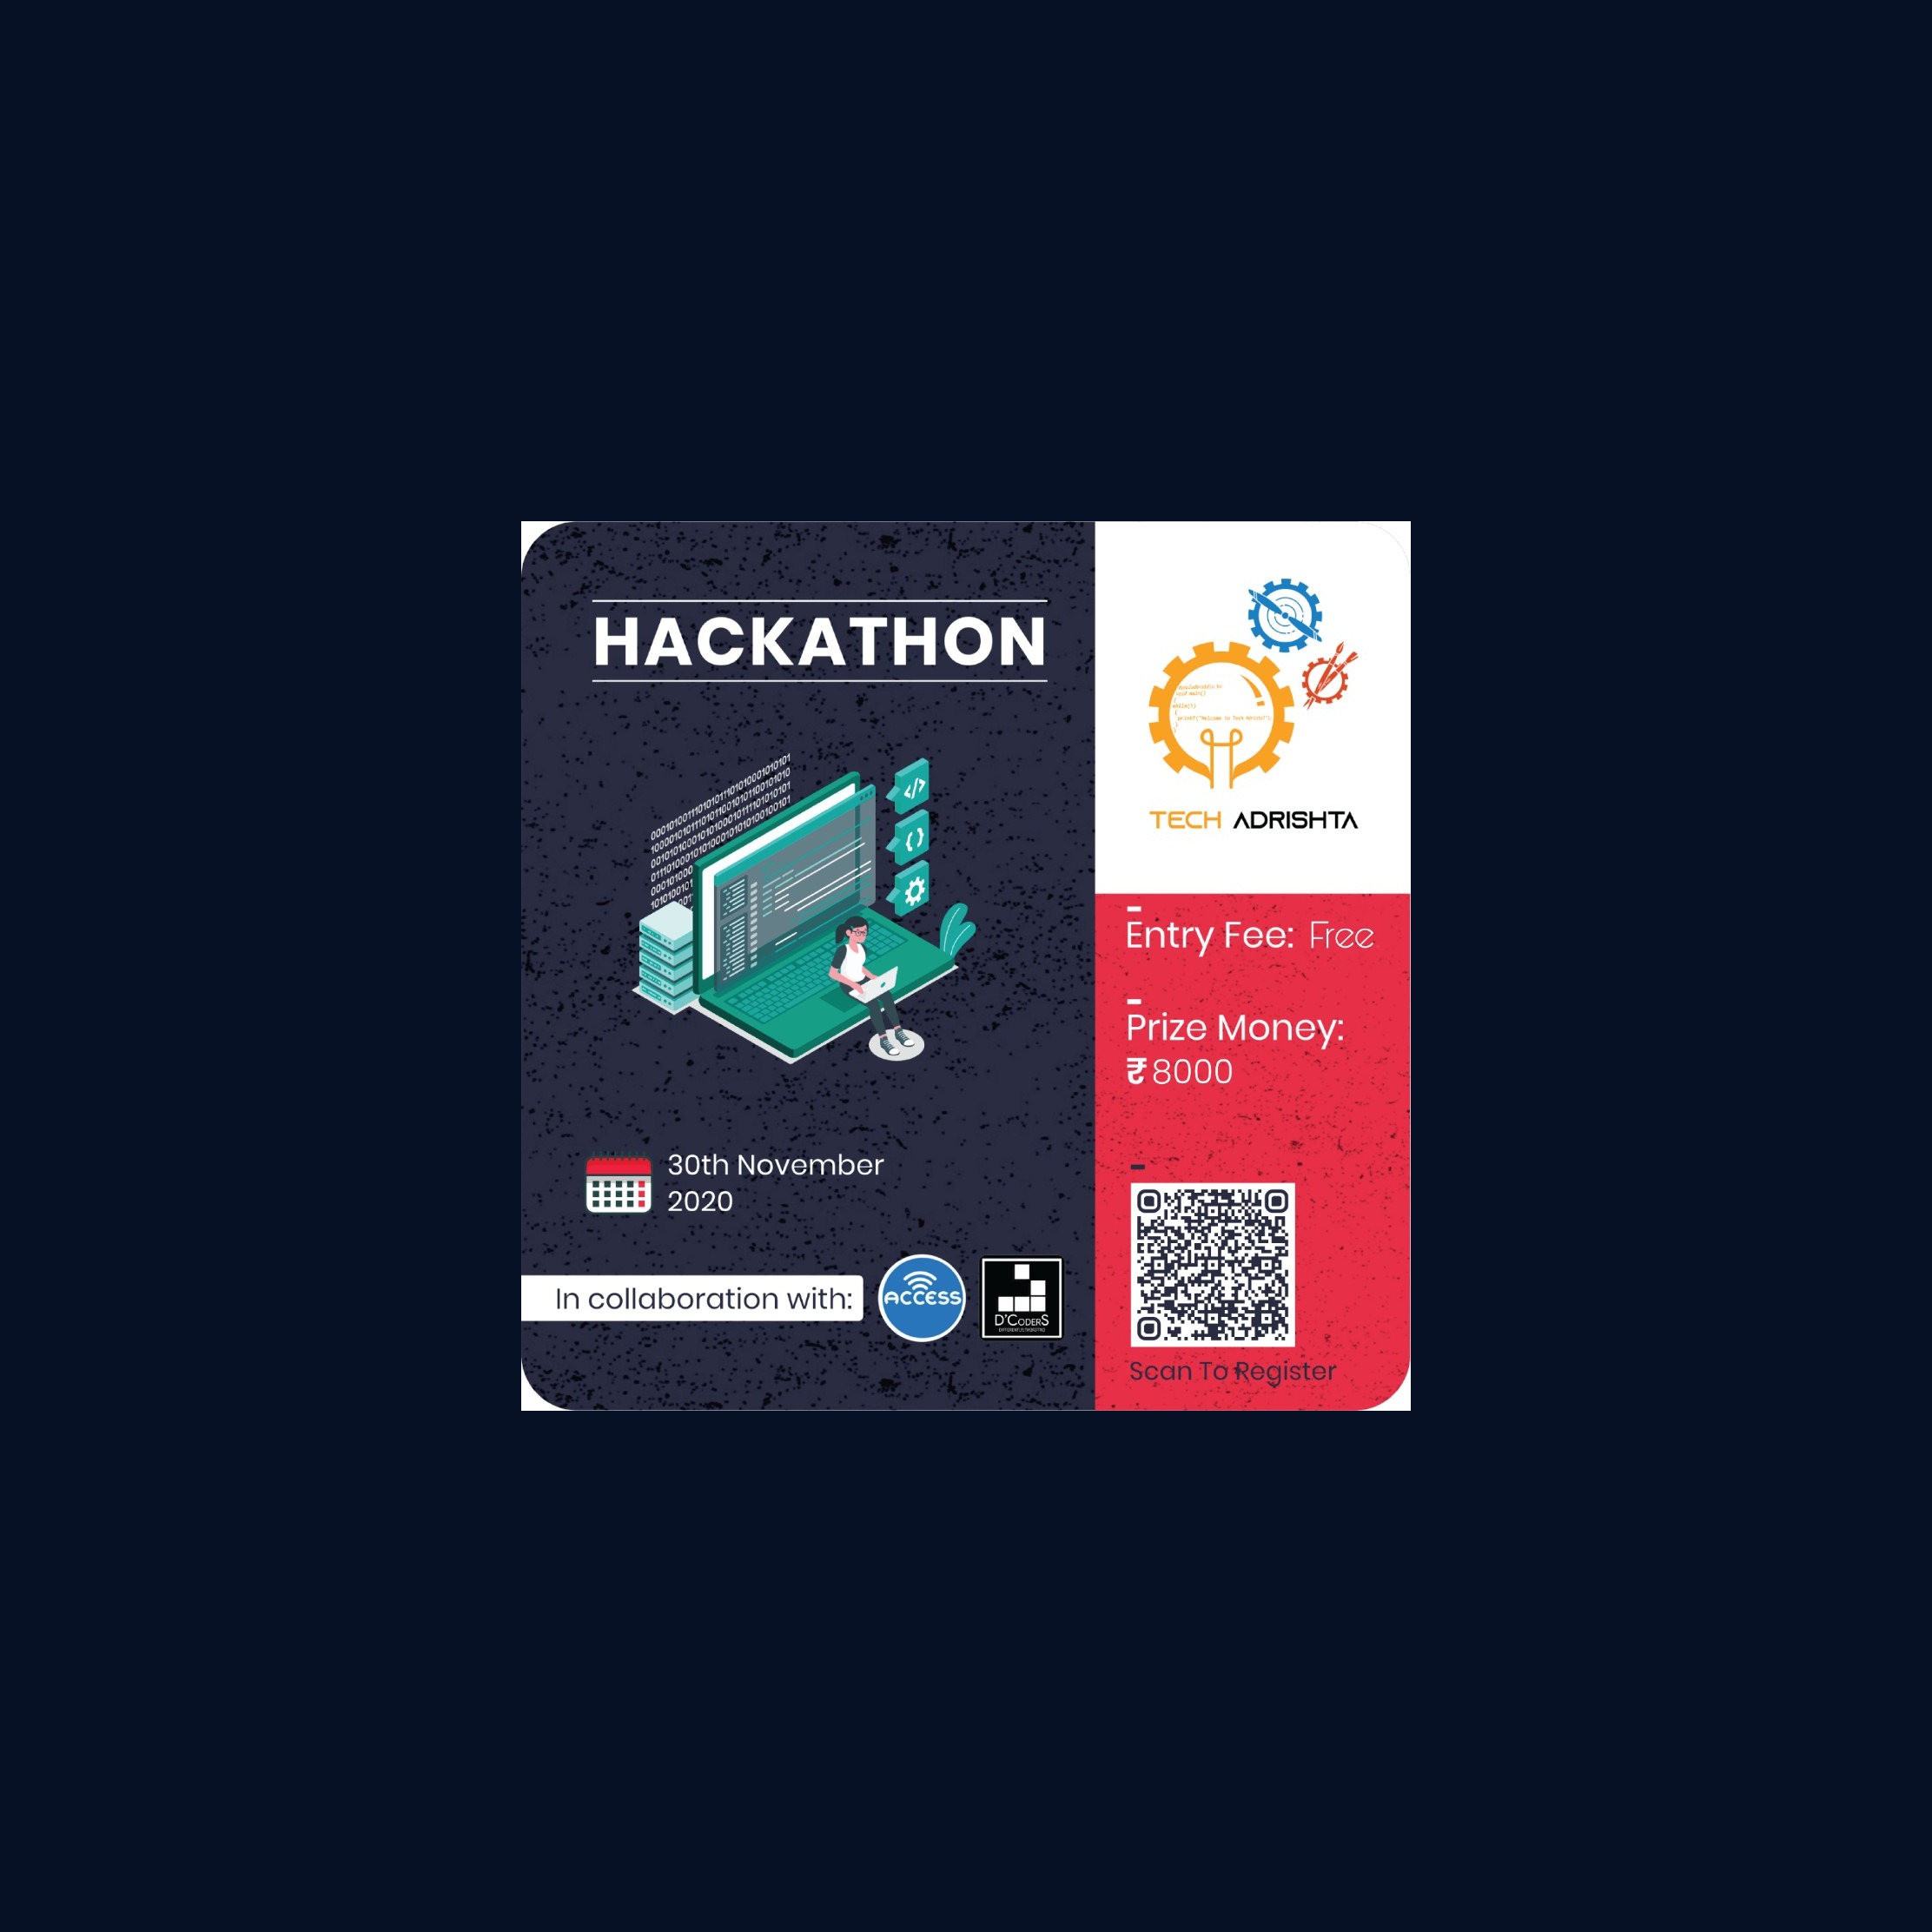 HACKATHON
30th November
2020
In collaboration with:
ACCESS
D'CODERS
TECH ADRISHTA
Entry Fee: Free
Prize Money:
₹8000
Scan To Register